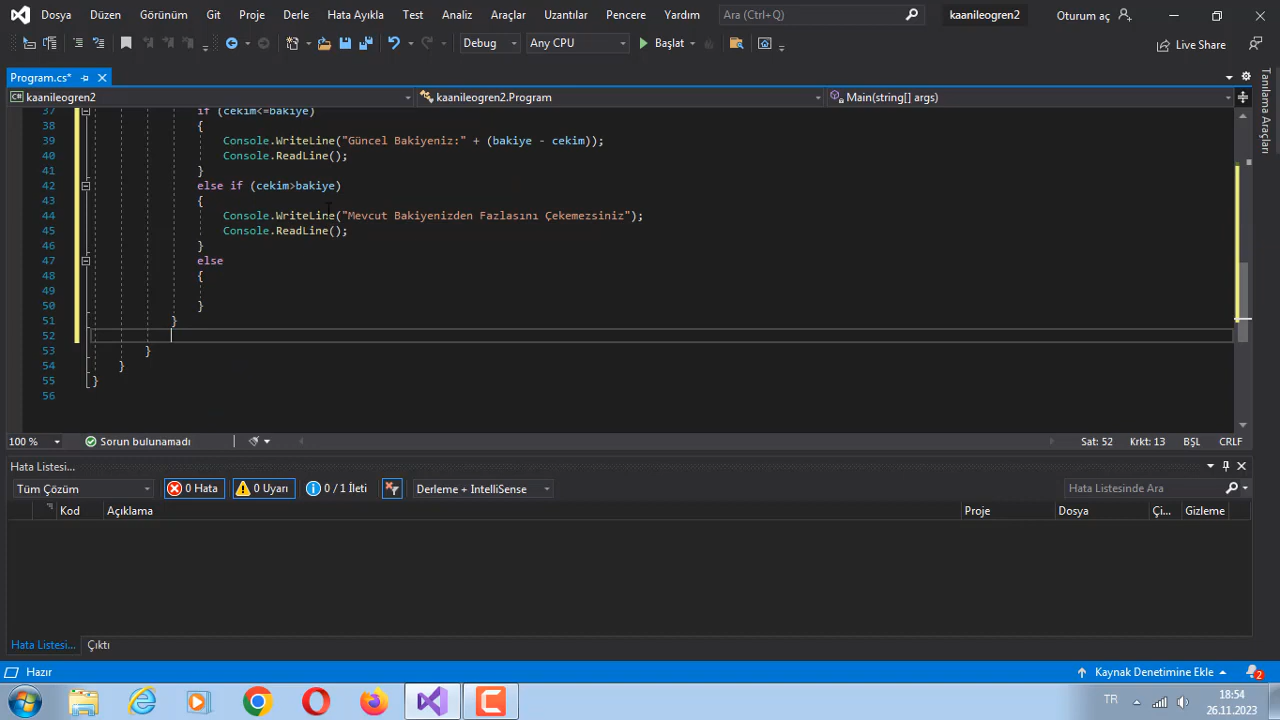 Dosya Düzen Görünüm Git Proje Derle Hata Ayıkla Test Analiz Araçlar Uzantılar Pencere Yardım Ara (Ctrl+Q) kaanileogren2 Oturum aç
Debug Any CPU Başlat Live Share
Program.cs*
kaanileogren2 kaanileogren2.Program Main(string[] args)
Tanılama Araçları
37 if (cekim<=bakiye)
38 {
39 Console.WriteLine("Güncel Bakiyeniz:" + (bakiye - cekim));
40 Console.ReadLine();
41 }
42 else if (cekim>bakiye)
43 {
44 Console.WriteLine("Mevcut Bakiyenizden Fazlasını Çekemezsiniz");
45 Console.ReadLine();
46 }
47 else
48 {
49
50 }
51 }
52
53 }
54 }
55 }
56
100 % Sorun bulunamadı Sat: 52 Krkt: 13 BŞL CRLF
Hata Listesi...
Tüm Çözüm 0 Hata 0 Uyarı 0 / 1 İleti Derleme + IntelliSense Hata Listesinde Ara
Kod Açıklama Proje Dosya Çi... Gizleme
Hata Listesi... Çıktı
Hazır Kaynak Denetimine Ekle 2
TR 18:54
26.11.2023